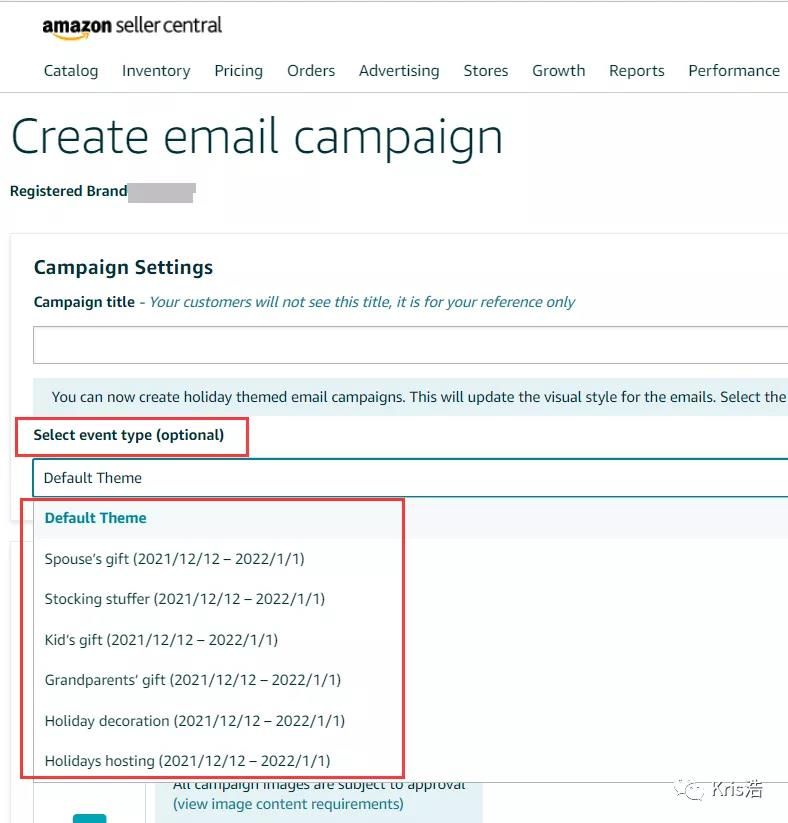 amazon seller central
Catalog Inventory Pricing Orders Advertising Stores Growth Reports Performance
Create email campaign
Registered Brand
Campaign Settings
Campaign title - Your customers will not see this title, it is for your reference only
You can now create holiday themed email campaigns. This will update the visual style for the emails. Select the
Select event type (optional)
Default Theme
Default Theme
Spouse's gift (2021/12/12 – 2022/1/1)
Stocking stuffer (2021/12/12 – 2022/1/1)
Kid's gift (2021/12/12 – 2022/1/1)
Grandparents' gift (2021/12/12 – 2022/1/1)
Holiday decoration (2021/12/12 – 2022/1/1)
Holidays hosting (2021/12/12 – 2022/1/1)
All campaign images are subject to approval
(view image content requirements)
Kris浩